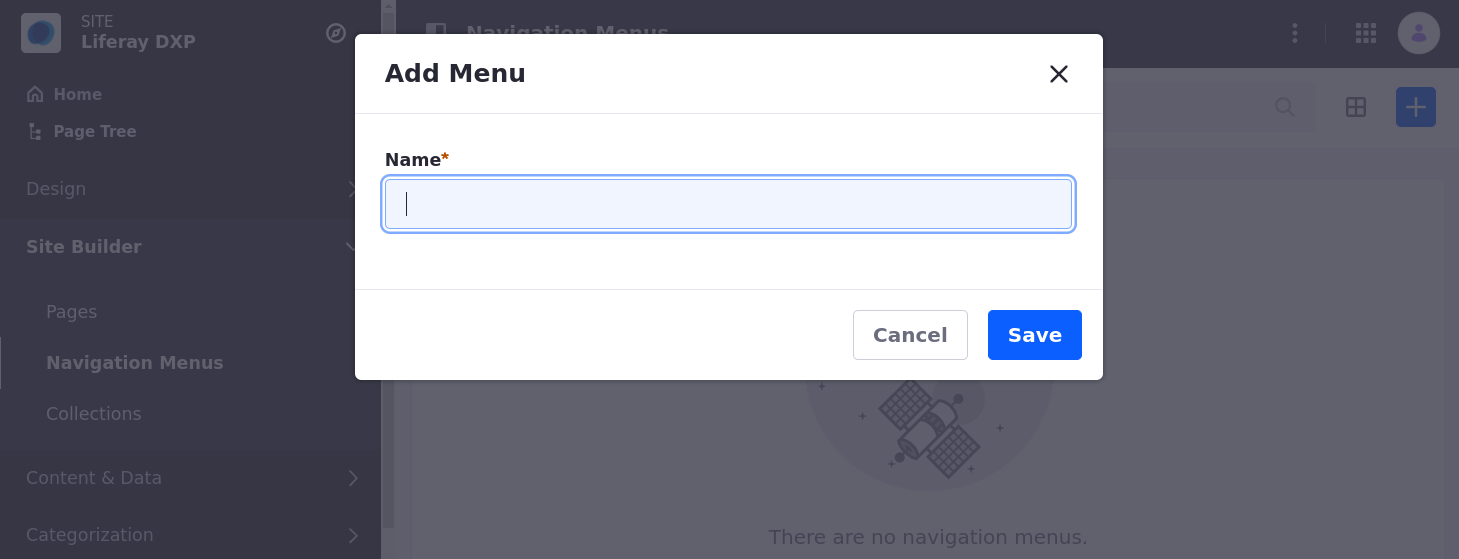 SITE
Liferay DXP
Home
Page Tree
Design
Site Builder
Pages
Navigation Menus
Collections
Content & Data
Categorization
Navigation Menus
Add Menu
Name*
Cancel
Save
There are no navigation menus.